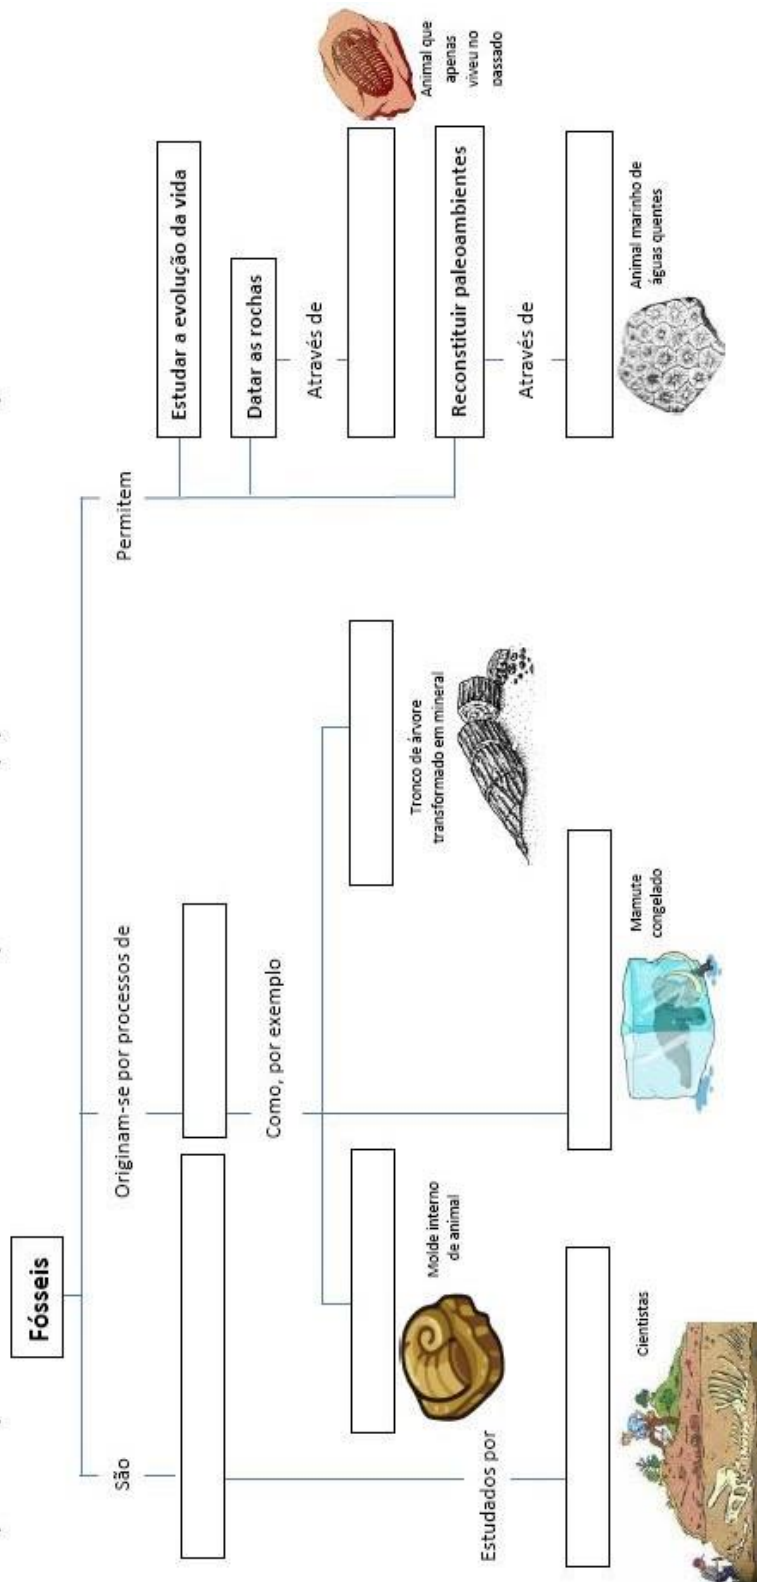 Fósseis
São
Originam-se por processos de
Permitem
Estudar a evolução da vida
Datar as rochas
Através de
Animal que
apenas
viveu no
passado
Reconstituir paleoambientes
Através de
Animal marinho de
águas quentes
Como, por exemplo
Molde interno
de animal
Tronco de árvore
transformado em mineral
Mamute
congelado
Estudados por
Cientistas